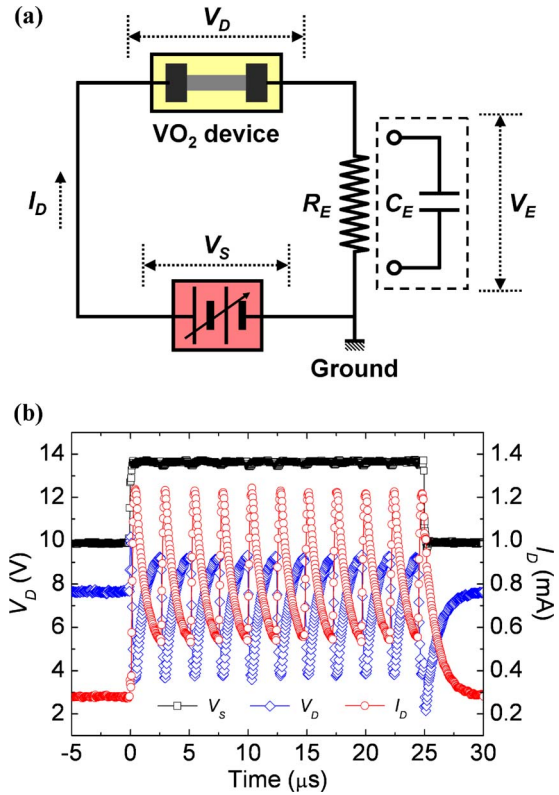 (a)
V_D
VO₂ device
I_D
R_E
C_E
V_E
V_S
Ground
(b)
14
12
10
8
6
4
2
V_D (V)
1.4
1.2
1.0
0.8
0.6
0.4
0.2
I_D (mA)
V_S V_D I_D
-5 0 5 10 15 20 25 30
Time (μs)